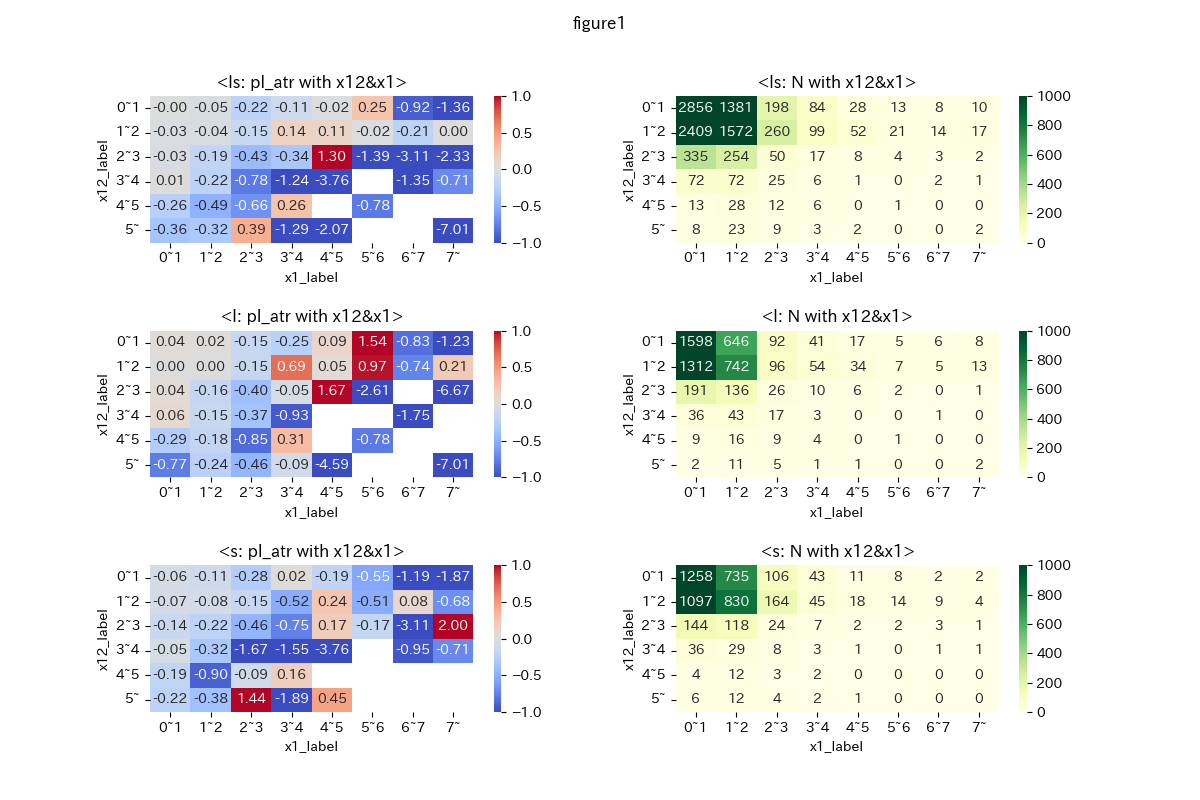 figure1
<ls: pl_atr with x12&x1>
x12_label
0~1 -0.00 -0.05 -0.22 -0.11 -0.02 0.25 -0.92 -1.36
1~2 -0.03 -0.04 -0.15 0.14 0.11 -0.02 -0.21 0.00
2~3 -0.03 -0.19 -0.43 -0.34 1.30 -1.39 -3.11 -2.33
3~4 0.01 -0.22 -0.78 -1.24 -3.76 -1.35 -0.71
4~5 -0.26 -0.49 -0.66 0.26 -0.78
5~ -0.36 -0.32 0.39 -1.29 -2.07 -7.01
0~1 1~2 2~3 3~4 4~5 5~6 6~7 7~
x1_label
1.0
0.5
0.0
−0.5
−1.0
<ls: N with x12&x1>
x12_label
0~1 2856 1381 198 84 28 13 8 10
1~2 2409 1572 260 99 52 21 14 17
2~3 335 254 50 17 8 4 3 2
3~4 72 72 25 6 1 0 2 1
4~5 13 28 12 6 0 1 0 0
5~ 8 23 9 3 2 0 0 2
0~1 1~2 2~3 3~4 4~5 5~6 6~7 7~
x1_label
1000
800
600
400
200
0
<l: pl_atr with x12&x1>
x12_label
0~1 0.04 0.02 -0.15 -0.25 0.09 1.54 -0.83 -1.23
1~2 0.00 0.00 -0.15 0.69 0.05 0.97 -0.74 0.21
2~3 0.04 -0.16 -0.40 -0.05 1.67 -2.61 -6.67
3~4 0.06 -0.15 -0.37 -0.93 -1.75
4~5 -0.29 -0.18 -0.85 0.31 -0.78
5~ -0.77 -0.24 -0.46 -0.09 -4.59 -7.01
0~1 1~2 2~3 3~4 4~5 5~6 6~7 7~
x1_label
1.0
0.5
0.0
−0.5
−1.0
<l: N with x12&x1>
x12_label
0~1 1598 646 92 41 17 5 6 8
1~2 1312 742 96 54 34 7 5 13
2~3 191 136 26 10 6 2 0 1
3~4 36 43 17 3 0 0 1 0
4~5 9 16 9 4 0 1 0 0
5~ 2 11 5 1 1 0 0 2
0~1 1~2 2~3 3~4 4~5 5~6 6~7 7~
x1_label
1000
800
600
400
200
0
<s: pl_atr with x12&x1>
x12_label
0~1 -0.06 -0.11 -0.28 0.02 -0.19 -0.55 -1.19 -1.87
1~2 -0.07 -0.08 -0.15 -0.52 0.24 -0.51 0.08 -0.68
2~3 -0.14 -0.22 -0.46 -0.75 0.17 -0.17 -3.11 2.00
3~4 -0.05 -0.32 -1.67 -1.55 -3.76 -0.95 -0.71
4~5 -0.19 -0.90 -0.09 0.16
5~ -0.22 -0.38 1.44 -1.89 0.45
0~1 1~2 2~3 3~4 4~5 5~6 6~7 7~
x1_label
1.0
0.5
0.0
−0.5
−1.0
<s: N with x12&x1>
x12_label
0~1 1258 735 106 43 11 8 2 2
1~2 1097 830 164 45 18 14 9 4
2~3 144 118 24 7 2 2 3 1
3~4 36 29 8 3 1 0 1 1
4~5 4 12 3 2 0 0 0 0
5~ 6 12 4 2 1 0 0 0
0~1 1~2 2~3 3~4 4~5 5~6 6~7 7~
x1_label
1000
800
600
400
200
0